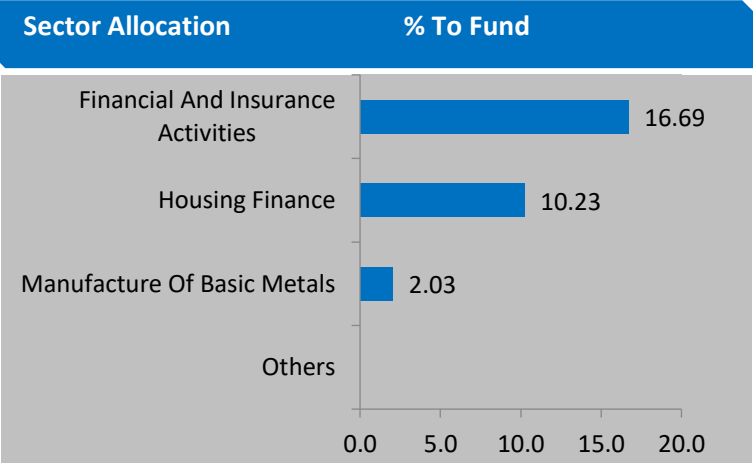 Sector Allocation % To Fund
Financial And Insurance
Activities
16.69
Housing Finance
10.23
Manufacture Of Basic Metals
2.03
Others
0.0 5.0 10.0 15.0 20.0